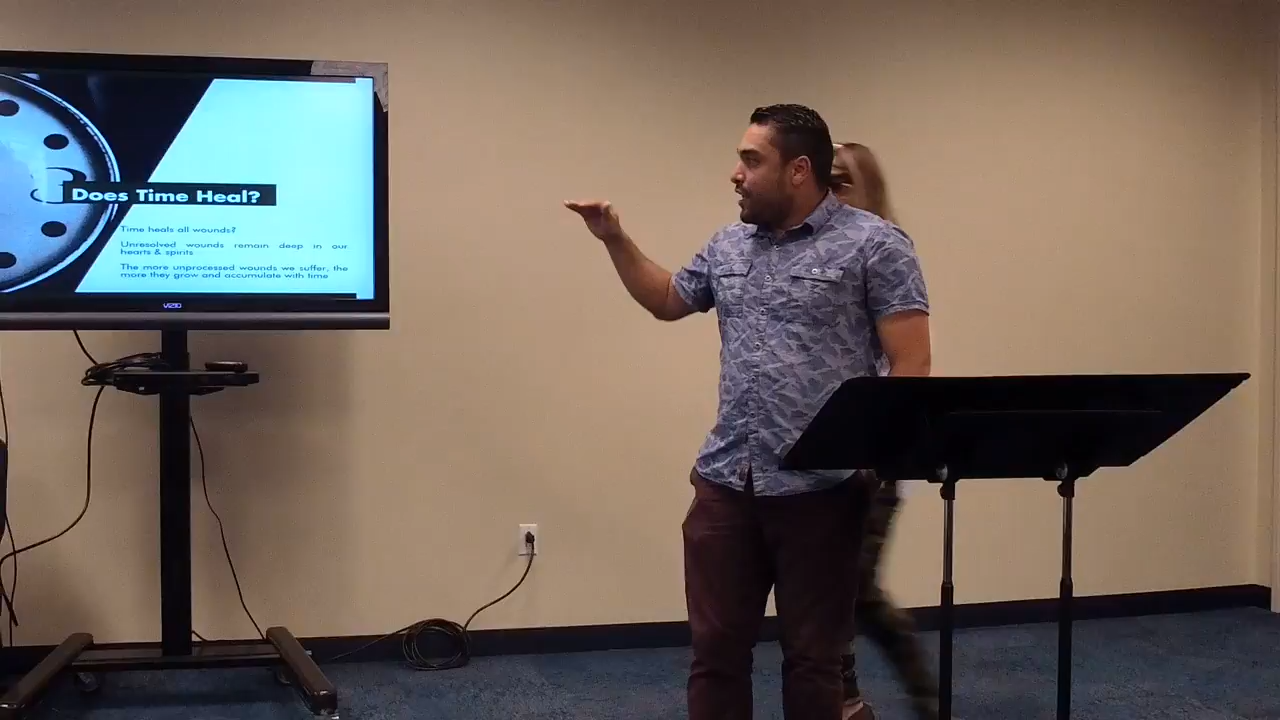 Does Time Heal?
Time heals all wounds?
Unresolved wounds remain deep in our
hearts & spirits
The more unprocessed wounds we suffer, the
more they grow and accumulate with time
VIZIO